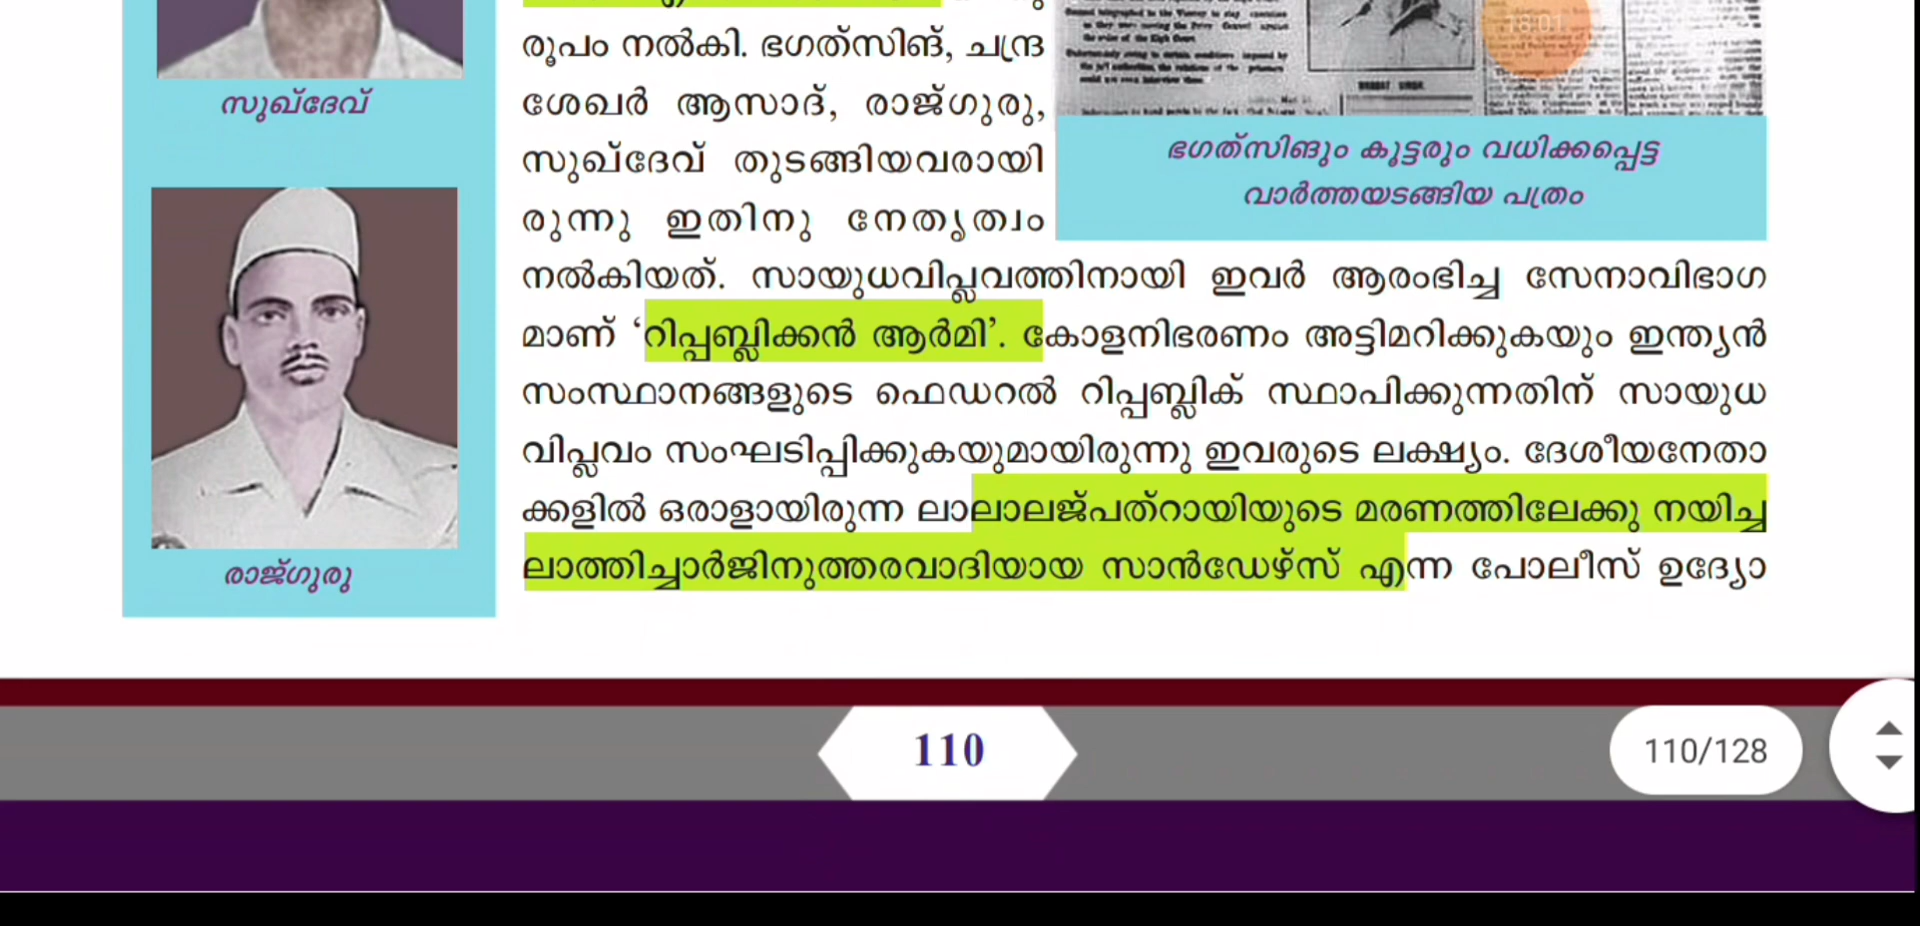 സുഖ്ദേവ്
രാജ്ഗുരു
രൂപം നൽകി. ഭഗത്സിങ്, ചന്ദ്ര
ശേഖർ ആസാദ്, രാജ്ഗുരു,
സുഖ്ദേവ് തുടങ്ങിയവരായി
രുന്നു ഇതിനു നേതൃത്വം
ഭഗത്സിങും കൂട്ടരും വധിക്കപ്പെട്ട
വാർത്തയടങ്ങിയ പത്രം
നൽകിയത്. സായുധവിപ്ലവത്തിനായി ഇവർ ആരംഭിച്ച സേനാവിഭാഗ
മാണ് ‘റിപ്പബ്ലിക്കൻ ആർമി’. കോളനിഭരണം അട്ടിമറിക്കുകയും ഇന്ത്യൻ
സംസ്ഥാനങ്ങളുടെ ഫെഡറൽ റിപ്പബ്ലിക് സ്ഥാപിക്കുന്നതിന് സായുധ
വിപ്ലവം സംഘടിപ്പിക്കുകയുമായിരുന്നു ഇവരുടെ ലക്ഷ്യം. ദേശീയനേതാ
ക്കളിൽ ഒരാളായിരുന്ന ലാലാലജ്പത്റായിയുടെ മരണത്തിലേക്കു നയിച്ച
ലാത്തിച്ചാർജിനുത്തരവാദിയായ സാൻഡേഴ്സ് എന്ന പോലീസ് ഉദ്യോ
110
110/128